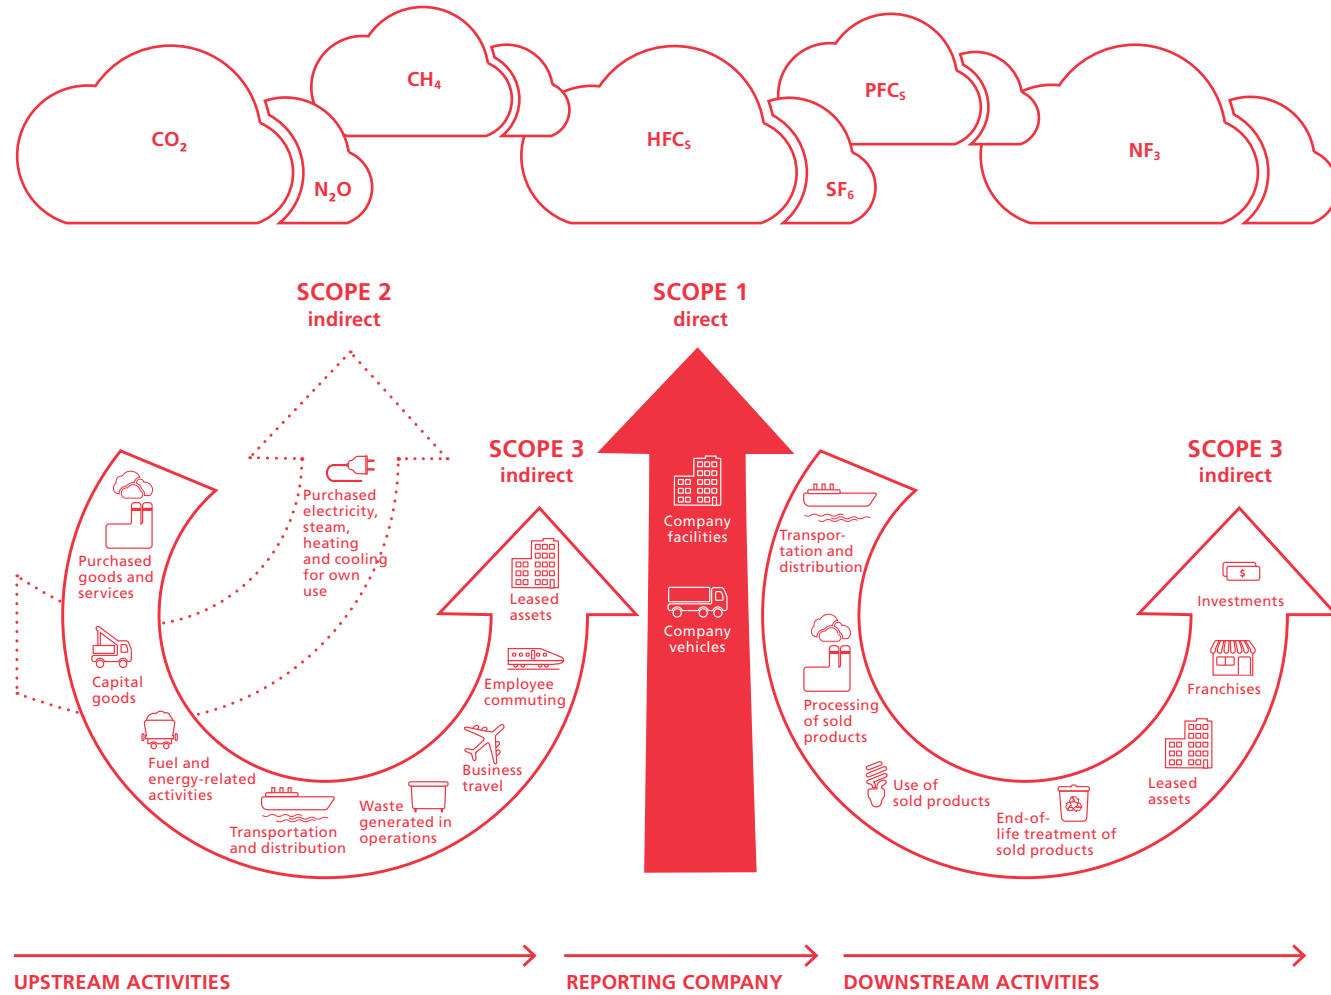 CO₂
N₂O
CH₄
HFCₛ
SF₆
PFCₛ
NF₃
SCOPE 2
indirect
SCOPE 1
direct
SCOPE 3
indirect
SCOPE 3
indirect
Purchased
goods and
services
Capital
goods
Fuel and
energy-related
activities
Transportation
and distribution
Waste
generated in
operations
Business
travel
Employee
commuting
Leased
assets
Purchased
electricity,
steam,
heating
and cooling
for own
use
Company
facilities
Company
vehicles
Transpor-
tation and
distribution
Processing
of sold
products
Use of
sold products
End-of-
life treatment of
sold products
Leased
assets
Franchises
Investments
$
UPSTREAM ACTIVITIES
REPORTING COMPANY
DOWNSTREAM ACTIVITIES